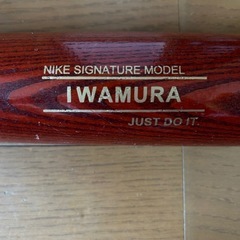 NIKE SIGNATURE MODEL
IWAMURA
JUST DO IT.